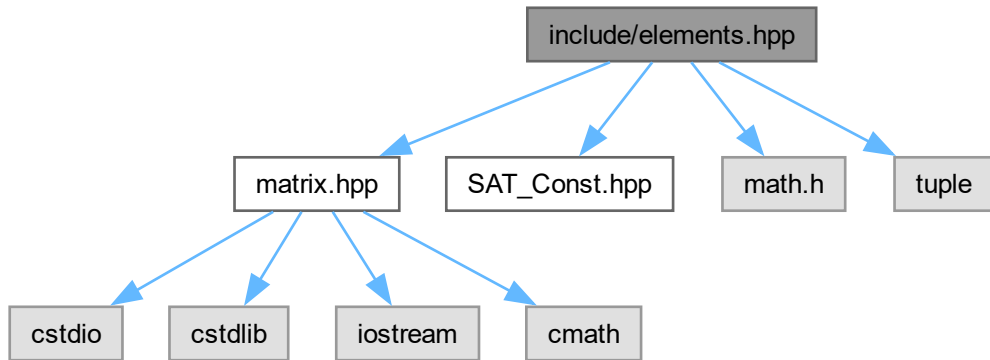 include/elements.hpp
matrix.hpp
SAT_Const.hpp
math.h
tuple
cstdio
cstdlib
iostream
cmath